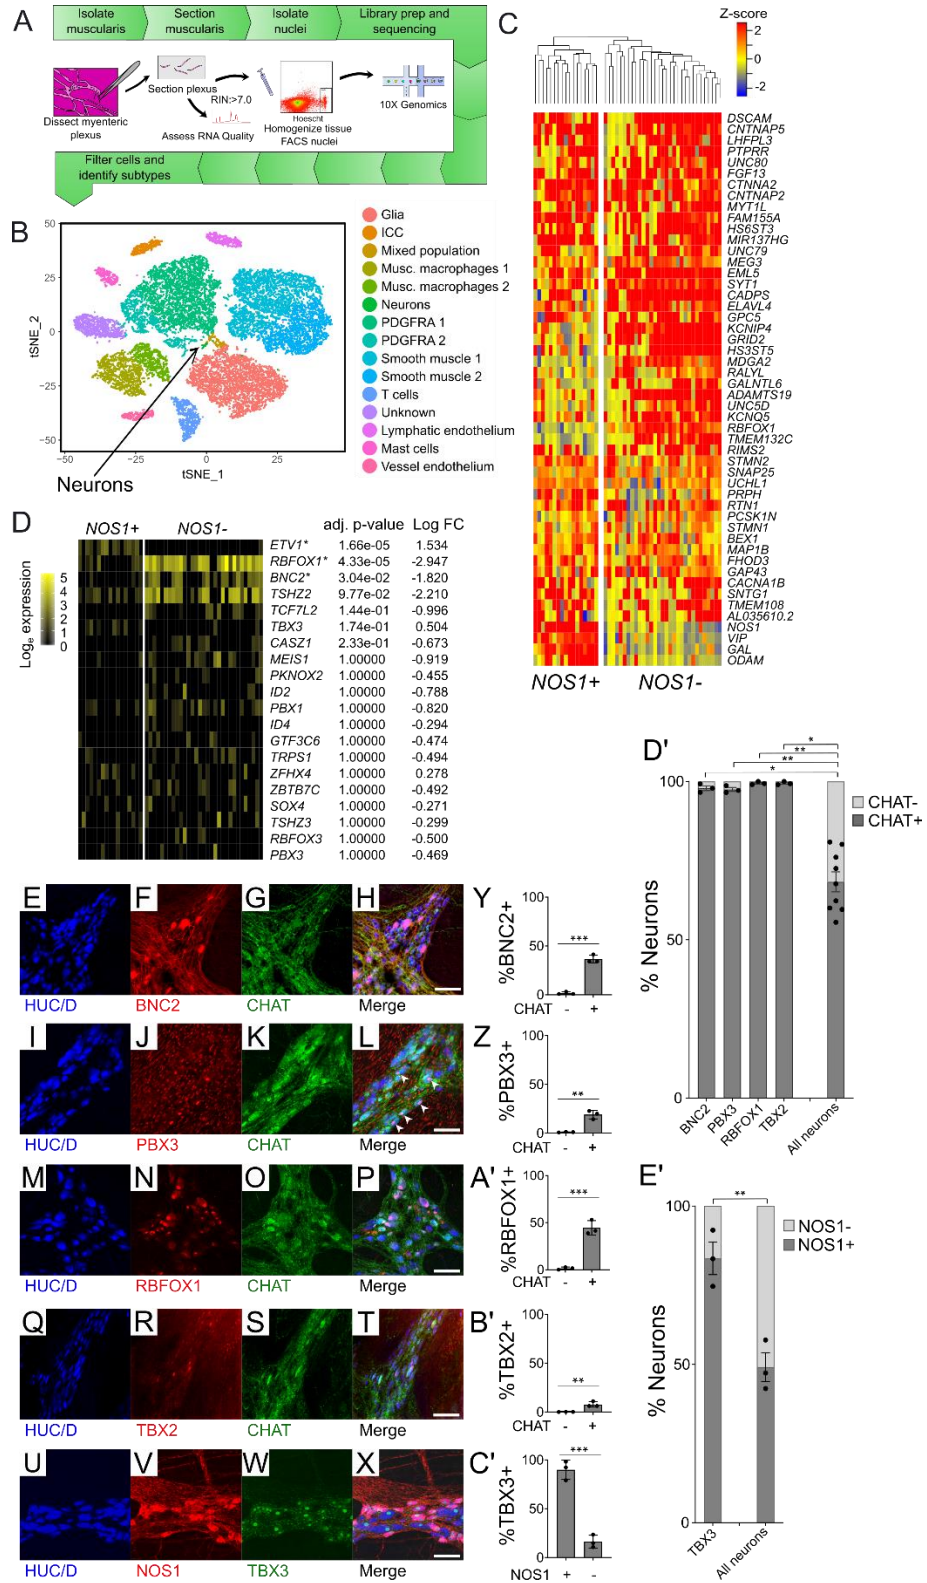 A
Isolate muscularis
Section muscularis
Isolate nuclei
Library prep and sequencing
Dissect myenteric plexus
Section plexus
RIN:>7.0
Assess RNA Quality
Hoescht
Homogenize tissue
FACS nuclei
10X Genomics
Filter cells and identify subtypes
B
tSNE_2
50
25
0
−25
−50
−50
−25
0
25
tSNE_1
Neurons
Glia
ICC
Mixed population
Musc. macrophages 1
Musc. macrophages 2
Neurons
PDGFRA 1
PDGFRA 2
Smooth muscle 1
Smooth muscle 2
T cells
Unknown
Lymphatic endothelium
Mast cells
Vessel endothelium
C
Z-score
2
0
-2
DSCAM
CNTNAP5
LHFPL3
PTPRR
UNC80
FGF13
CTNNA2
CNTNAP2
MYT1L
FAM155A
HS6ST3
MIR137HG
UNC79
MEG3
EML5
SYT1
CADPS
ELAVL4
GPC5
KCNIP4
GRID2
HS3ST5
MDGA2
RALYL
GALNTL6
ADAMTS19
UNC5D
KCNQ5
RBFOX1
TMEM132C
RIMS2
STMN2
SNAP25
UCHL1
PRPH
RTN1
PCSK1N
STMN1
BEX1
MAP1B
FHOD3
GAP43
CACNA1B
SNTG1
TMEM108
AL035610.2
NOS1
VIP
GAL
ODAM
NOS1+
NOS1-
D
NOS1+
NOS1-
adj. p-value
Log FC
Loge expression
5
4
3
2
1
0
ETV1* 1.66e-05 1.534
RBFOX1* 4.33e-05 -2.947
BNC2* 3.04e-02 -1.820
TSHZ2 9.77e-02 -2.210
TCF7L2 1.44e-01 -0.996
TBX3 1.74e-01 0.504
CASZ1 2.33e-01 -0.673
MEIS1 1.00000 -0.919
PKNOX2 1.00000 -0.455
ID2 1.00000 -0.788
PBX1 1.00000 -0.820
ID4 1.00000 -0.294
GTF3C6 1.00000 -0.474
TRPS1 1.00000 -0.494
ZFHX4 1.00000 0.278
ZBTB7C 1.00000 -0.492
SOX4 1.00000 -0.271
TSHZ3 1.00000 -0.299
RBFOX3 1.00000 -0.500
PBX3 1.00000 -0.469
D'
*
**
**
*
% Neurons
100
50
0
BNC2
PBX3
RBFOX1
TBX2
All neurons
CHAT-
CHAT+
E
F
G
H
HUC/D
BNC2
CHAT
Merge
Y
%BNC2+
100
50
0
***
CHAT - +
I
J
K
L
HUC/D
PBX3
CHAT
Merge
Z
%PBX3+
100
50
0
**
CHAT - +
M
N
O
P
HUC/D
RBFOX1
CHAT
Merge
A'
%RBFOX1+
100
50
0
***
CHAT - +
Q
R
S
T
HUC/D
TBX2
CHAT
Merge
B'
%TBX2+
100
50
0
**
CHAT - +
U
V
W
X
HUC/D
NOS1
TBX3
Merge
C'
%TBX3+
100
50
0
***
NOS1 + -
E'
**
% Neurons
100
50
0
TBX3
All neurons
NOS1-
NOS1+